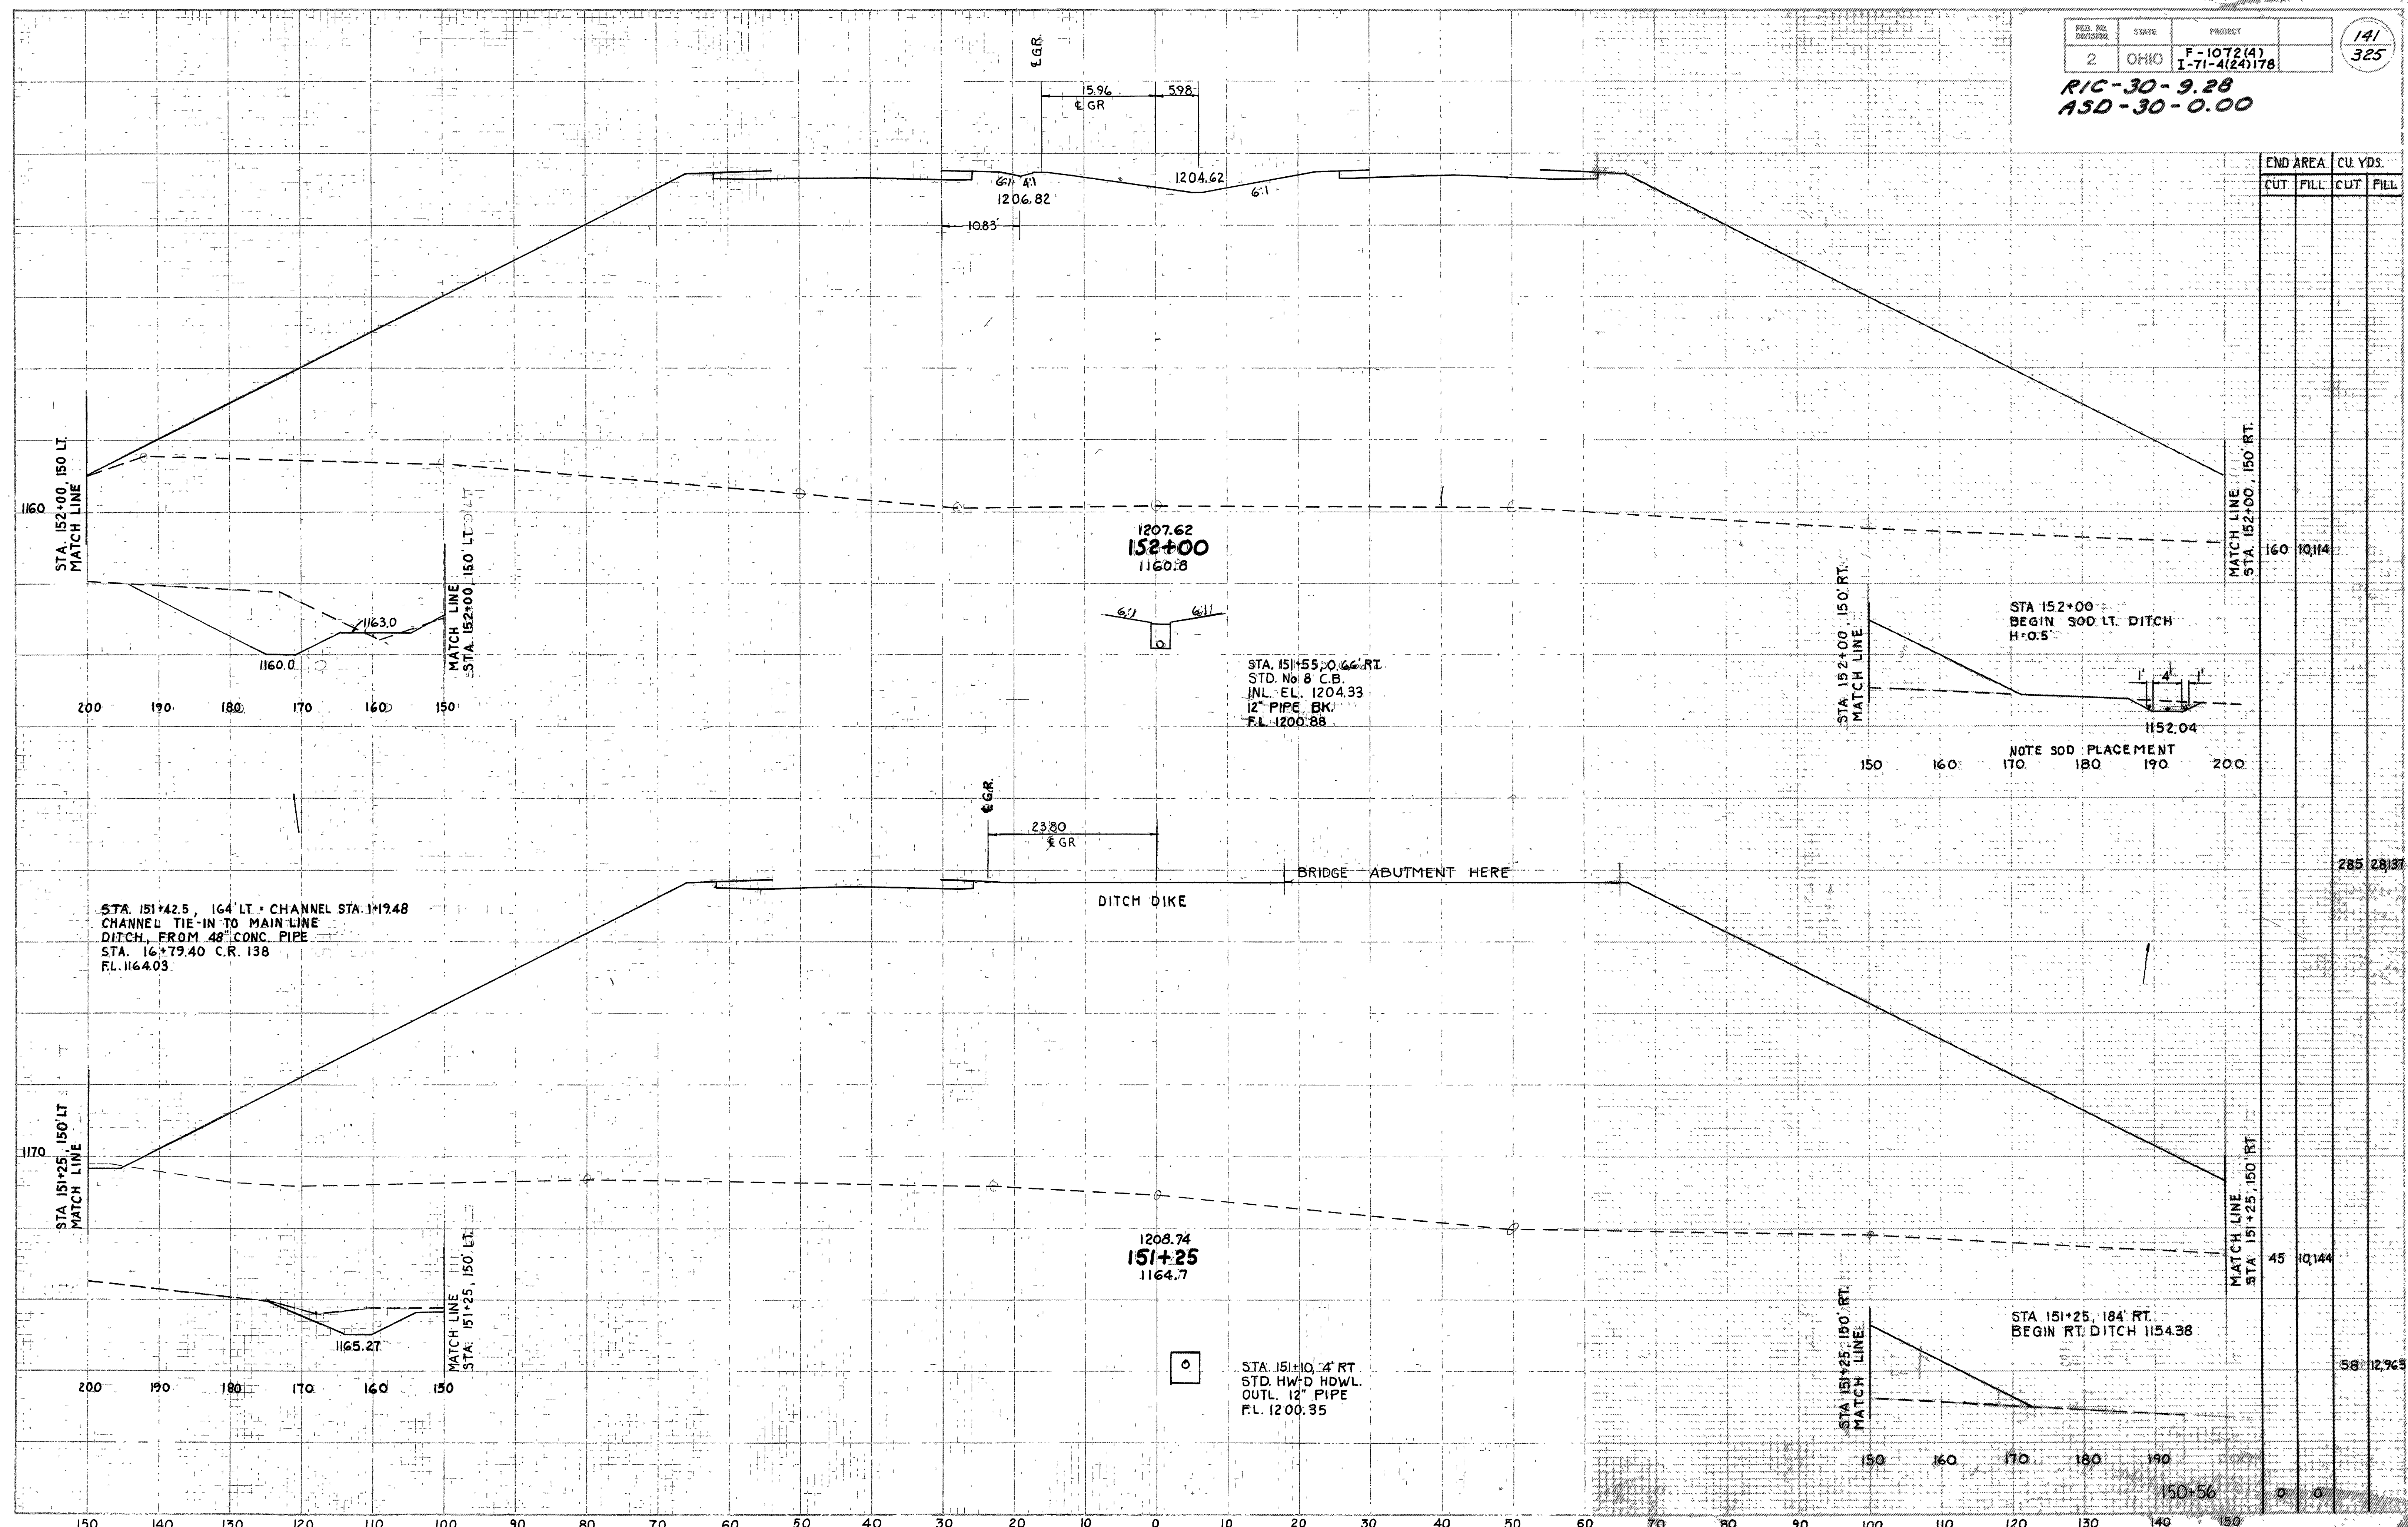 FED. RD. DIVISION STATE PROJECT
2 OHIO F-1072(4)
I-71-4(24)178
141
325
RIC-30-9.28
ASD-30-0.00
END AREA CU. YDS.
CUT FILL CUT FILL
℄ GR.
15.96 5.98
℄ GR
6:1 4:1 1204.62
1206.82 6:1
10.83'
1160
STA. 152+00, 150 LT.
MATCH LINE
1207.62
152+00
1160.8
MATCH LINE
STA. 152+00, 150' RT.
160 10,114
1163.0
1160.0
MATCH LINE
STA. 152+00, 150' LT.
200 190 180 170 160 150
6:1 6:1
STA. 151+55, 0.66' RT
STD. No 8 C.B.
INL. EL. 1204.33
12" PIPE BK.
F.L. 1200.88
STA 152+00, 150' RT.
MATCH LINE
STA 152+00
BEGIN SOD LT. DITCH
H=0.5'
1' 4' 1'
1152.04
NOTE SOD PLACEMENT
150 160 170 180 190 200
℄ GR.
23.80
℄ GR
BRIDGE ABUTMENT HERE
DITCH DIKE
285 28,137
STA. 151+42.5, 164' LT = CHANNEL STA. 1+19.48
CHANNEL TIE-IN TO MAIN LINE
DITCH, FROM 48" CONC. PIPE
STA. 16+79.40 C.R. 138
F.L. 1164.03
1170
STA 151+25, 150' LT
MATCH LINE
1208.74
151+25
1164.7
MATCH LINE
STA. 151+25, 150' RT
45 10,144
1165.27
MATCH LINE
STA. 151+25, 150' LT.
200 190 180 170 160 150
STA. 151+10, 4' RT
STD. HW-D HDWL.
OUTL. 12" PIPE
F.L. 1200.35
STA 151+25, 150' RT.
MATCH LINE
STA 151+25, 184' RT.
BEGIN RT. DITCH 1154.38
58 12,963
150 160 170 180 190
150+56 0 0
150 140 130 120 110 100 90 80 70 60 50 40 30 20 10 0 10 20 30 40 50 60 70 80 90 100 110 120 130 140 150